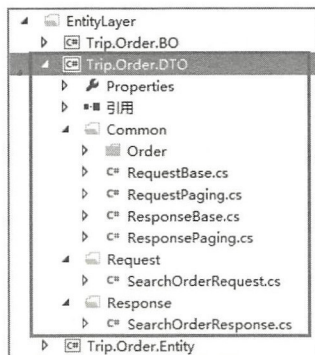 EntityLayer
C# Trip.Order.BO
C# Trip.Order.DTO
Properties
引用
Common
Order
C# RequestBase.cs
C# RequestPaging.cs
C# ResponseBase.cs
C# ResponsePaging.cs
Request
C# SearchOrderRequest.cs
Response
C# SearchOrderResponse.cs
C# Trip.Order.Entity